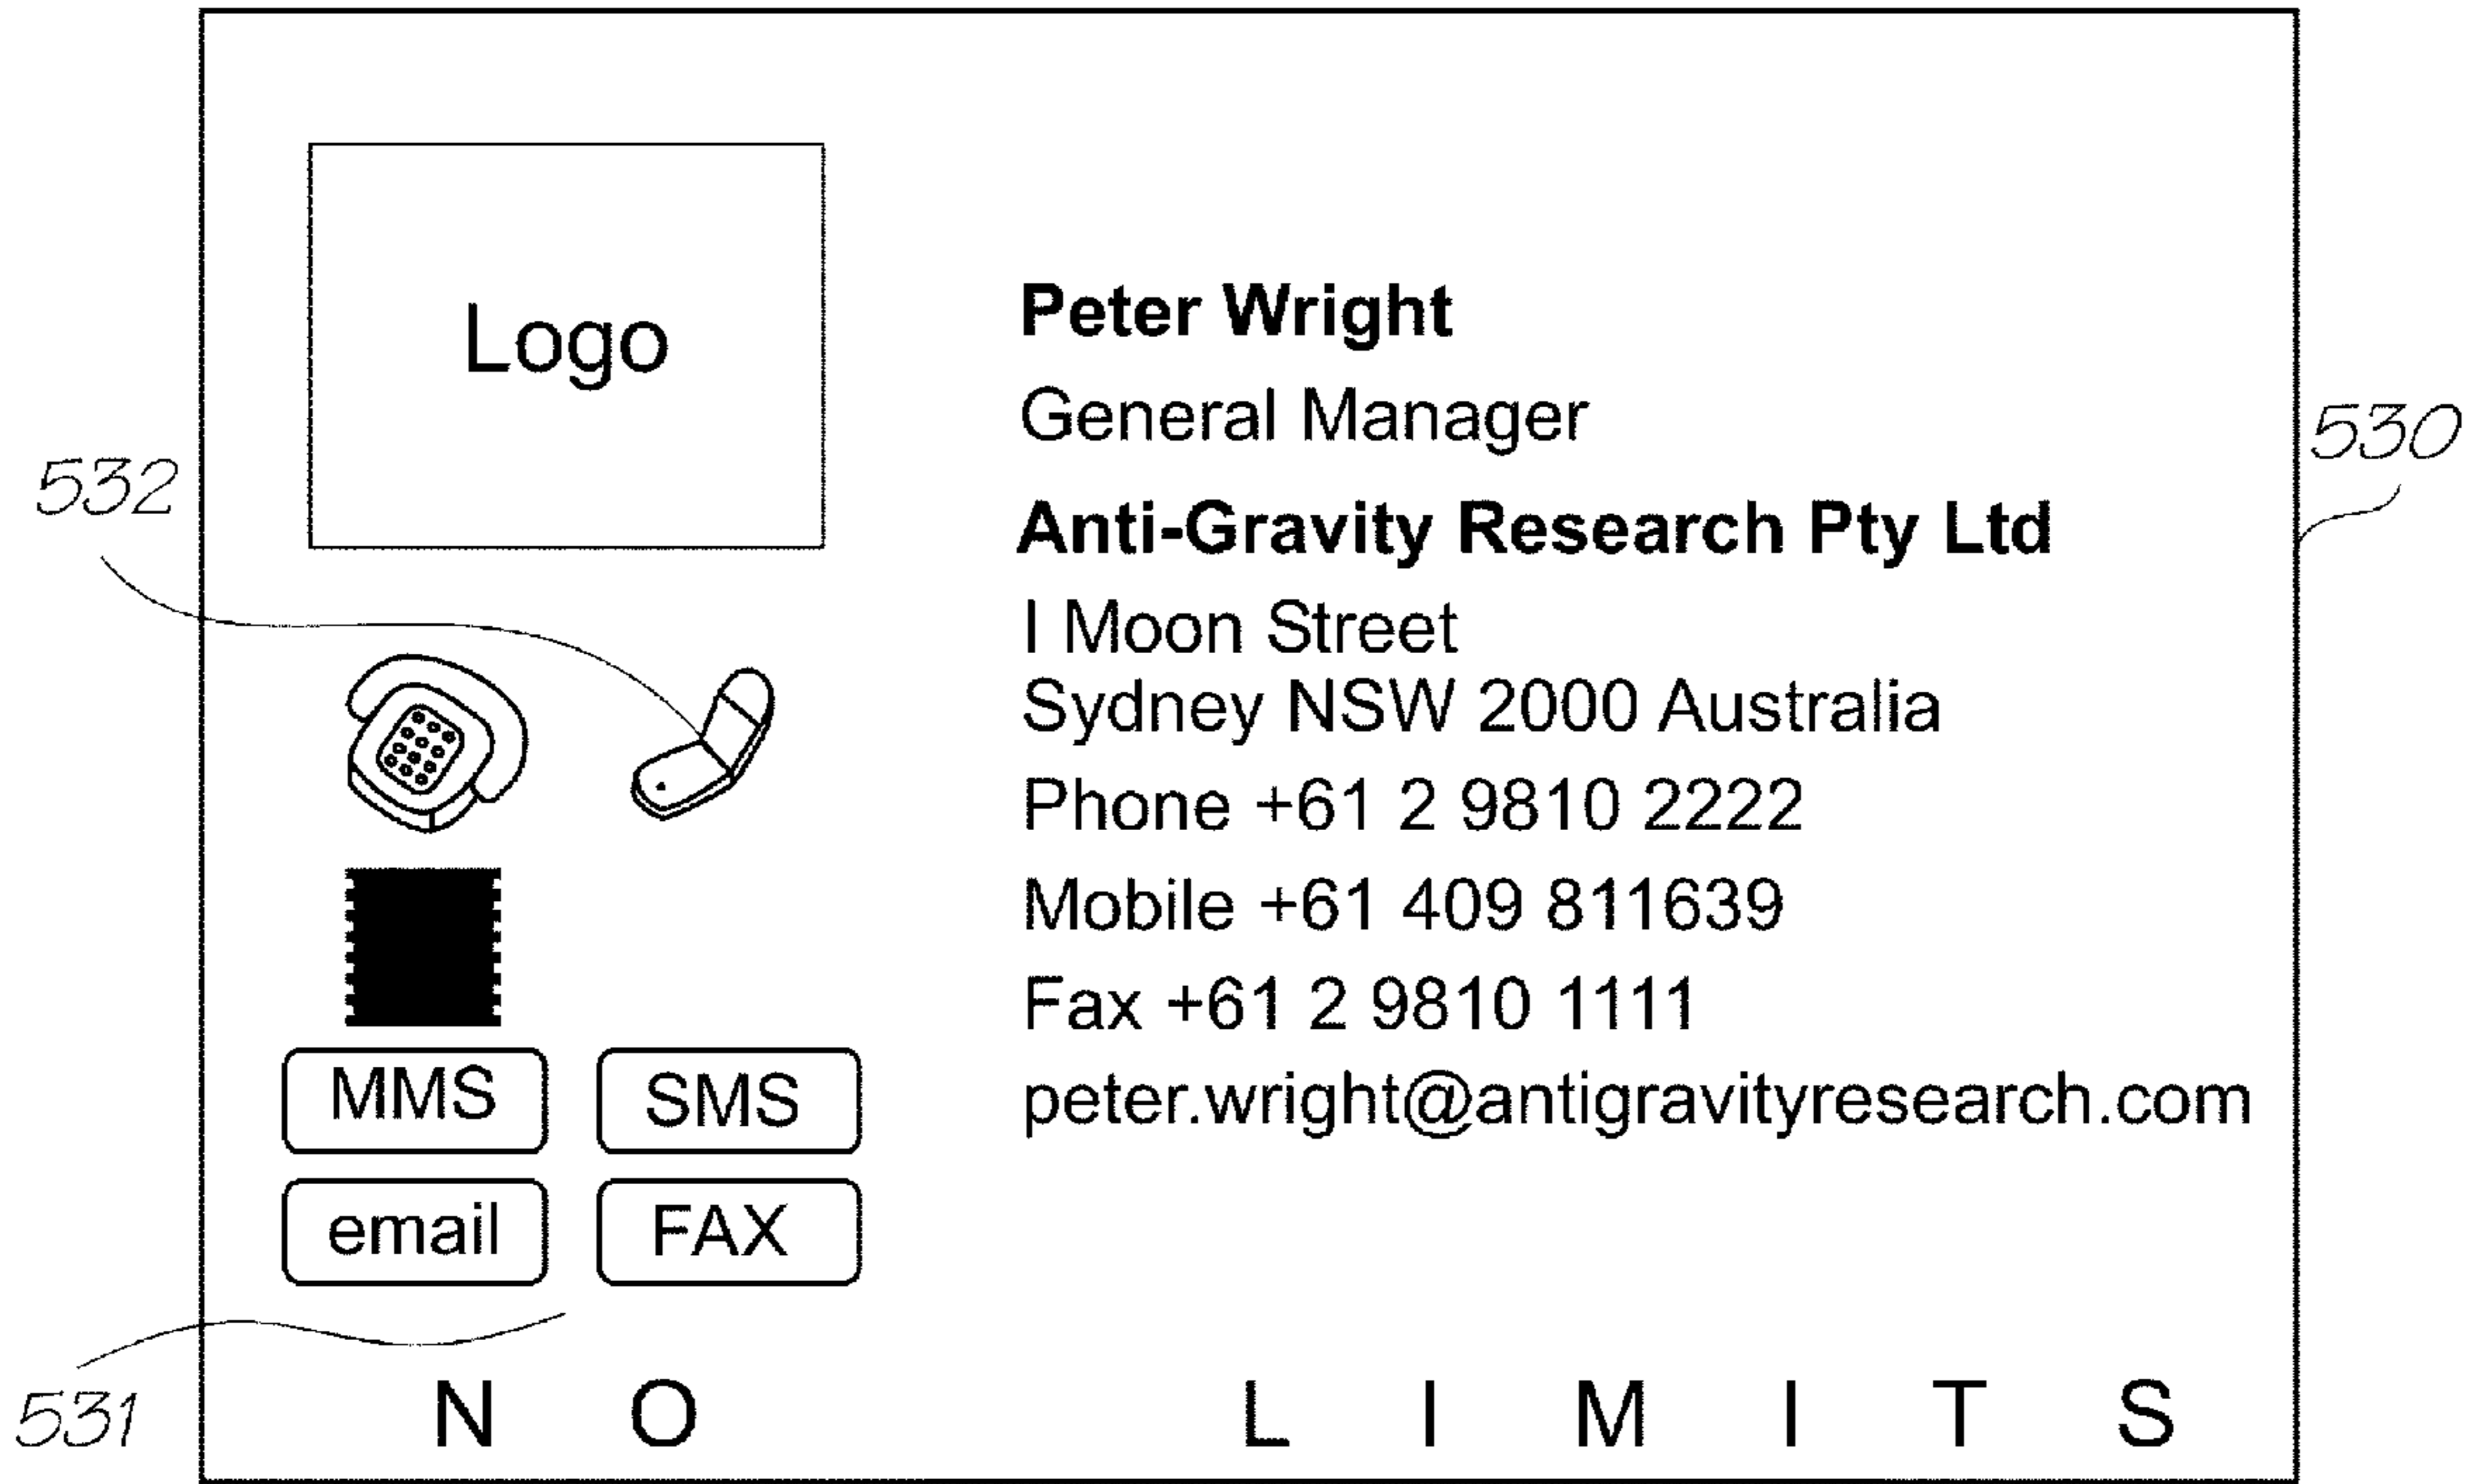 Logo
Peter Wright
General Manager
Anti-Gravity Research Pty Ltd
I Moon Street
Sydney NSW 2000 Australia
Phone +61 2 9810 2222
Mobile +61 409 811639
Fax +61 2 9810 1111
peter.wright@antigravityresearch.com
MMS SMS
email FAX
NO LIMITS
532
530
531